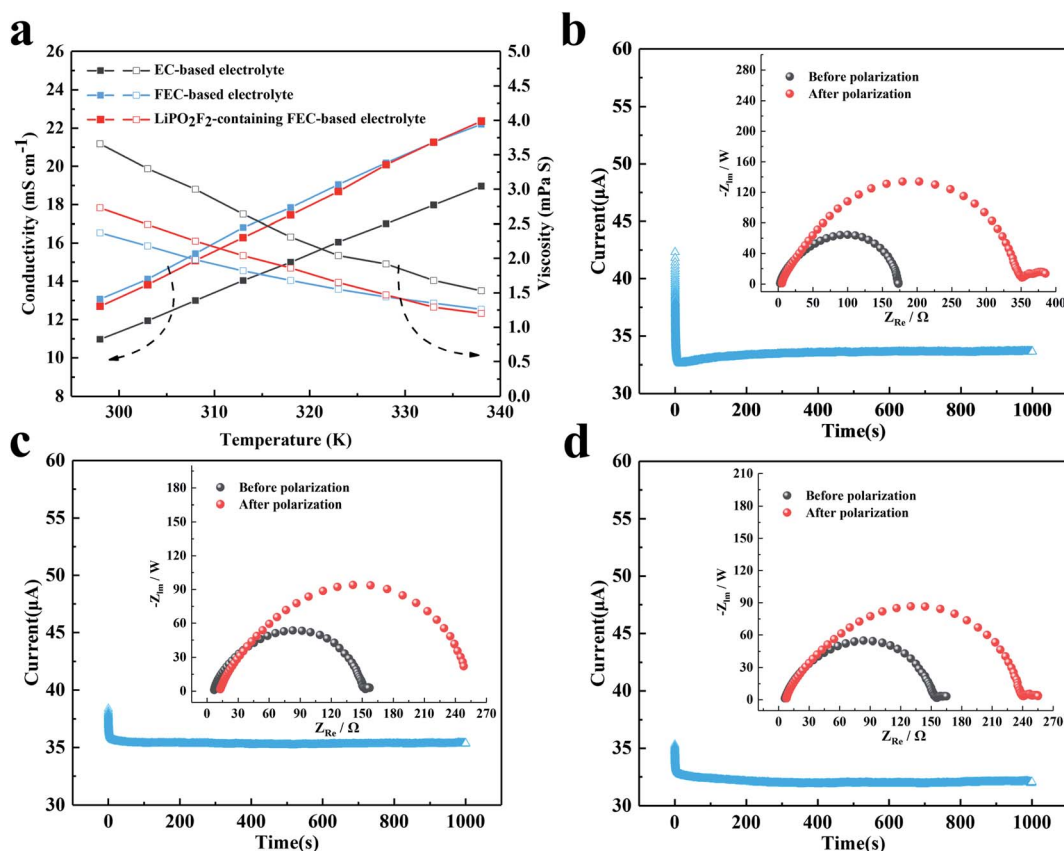 a
26
24
22
20
18
16
14
12
10
8
Conductivity (mS cm⁻¹)
EC-based electrolyte
FEC-based electrolyte
LiPO₂F₂-containing FEC-based electrolyte
5.0
4.5
4.0
3.5
3.0
2.5
2.0
1.5
1.0
0.5
0.0
Viscosity (mPa S)
300 310 320 330 340
Temperature (K)
b
60
55
50
45
40
35
30
Current(μA)
0 200 400 600 800 1000
Time(s)
Before polarization
After polarization
280
240
200
160
120
80
40
0
-Z_Im / W
0 50 100 150 200 250 300 350 400
Z_Re / Ω
c
60
55
50
45
40
35
30
Current(μA)
0 200 400 600 800 1000
Time(s)
Before polarization
After polarization
180
150
120
90
60
30
0
-Z_Im / W
0 30 60 90 120 150 180 210 240 270
Z_Re / Ω
d
60
55
50
45
40
35
30
Current(μA)
0 200 400 600 800 1000
Time(s)
Before polarization
After polarization
210
180
150
120
90
60
30
0
-Z_Im / W
0 30 60 90 120 150 180 210 240 270
Z_Re / Ω